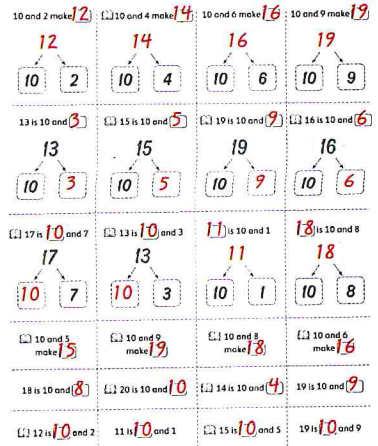 10 and 2 make 12
10 and 4 make 14
10 and 6 make 16
10 and 9 make 19
12
14
16
19
10 2
10 4
10 6
10 9
13 is 10 and 3
15 is 10 and 5
19 is 10 and 9
16 is 10 and 6
13
15
19
16
10 3
10 5
10 9
10 6
17 is 10 and 7
13 is 10 and 3
11 is 10 and 1
18 is 10 and 8
17
13
11
18
10 7
10 3
10 1
10 8
10 and 5
make 15
10 and 9
make 19
10 and 8
make 18
10 and 6
make 16
18 is 10 and 8
20 is 10 and 10
14 is 10 and 4
19 is 10 and 9
12 is 10 and 2
11 is 10 and 1
15 is 10 and 5
19 is 10 and 9